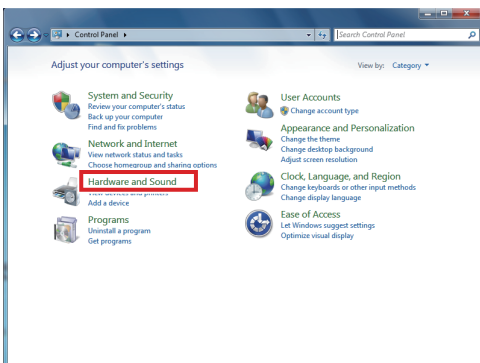 Control Panel
Search Control Panel
Adjust your computer's settings
View by: Category
System and Security
Review your computer's status
Back up your computer
Find and fix problems
Network and Internet
View network status and tasks
Choose homegroup and sharing options
Hardware and Sound
View devices and printers
Add a device
Programs
Uninstall a program
Get programs
User Accounts
Change account type
Appearance and Personalization
Change the theme
Change desktop background
Adjust screen resolution
Clock, Language, and Region
Change keyboards or other input methods
Change display language
Ease of Access
Let Windows suggest settings
Optimize visual display